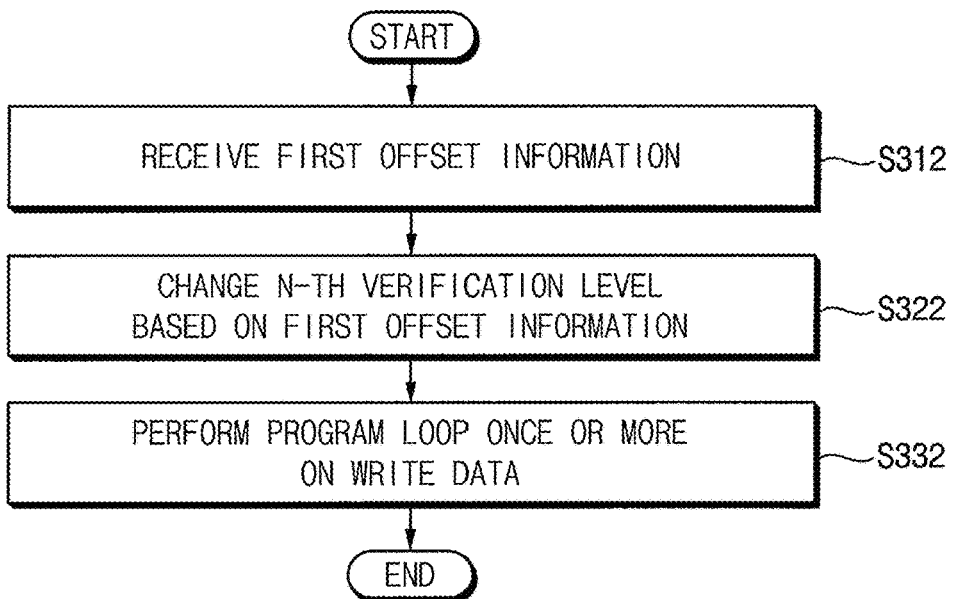 START
RECEIVE FIRST OFFSET INFORMATION
S312
CHANGE N-TH VERIFICATION LEVEL
BASED ON FIRST OFFSET INFORMATION
S322
PERFORM PROGRAM LOOP ONCE OR MORE
ON WRITE DATA
S332
END